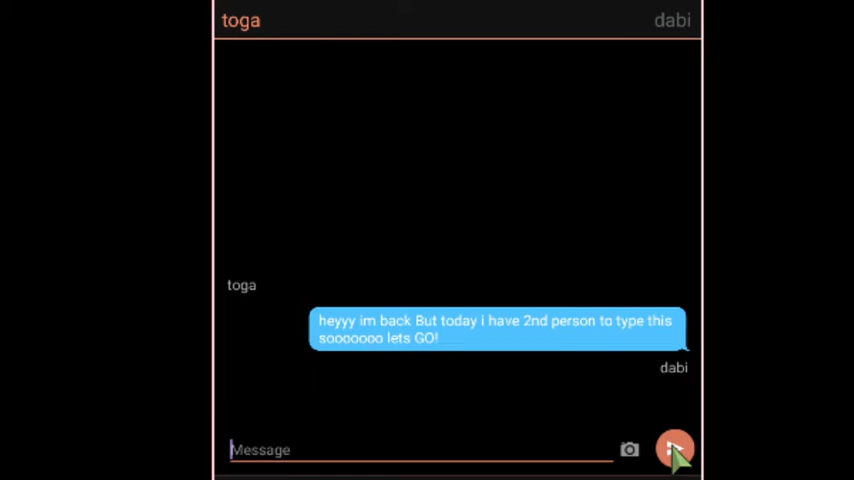 toga
dabi
toga
heyyy im back But today i have 2nd person to type this
sooooooo lets GO!
dabi
Message